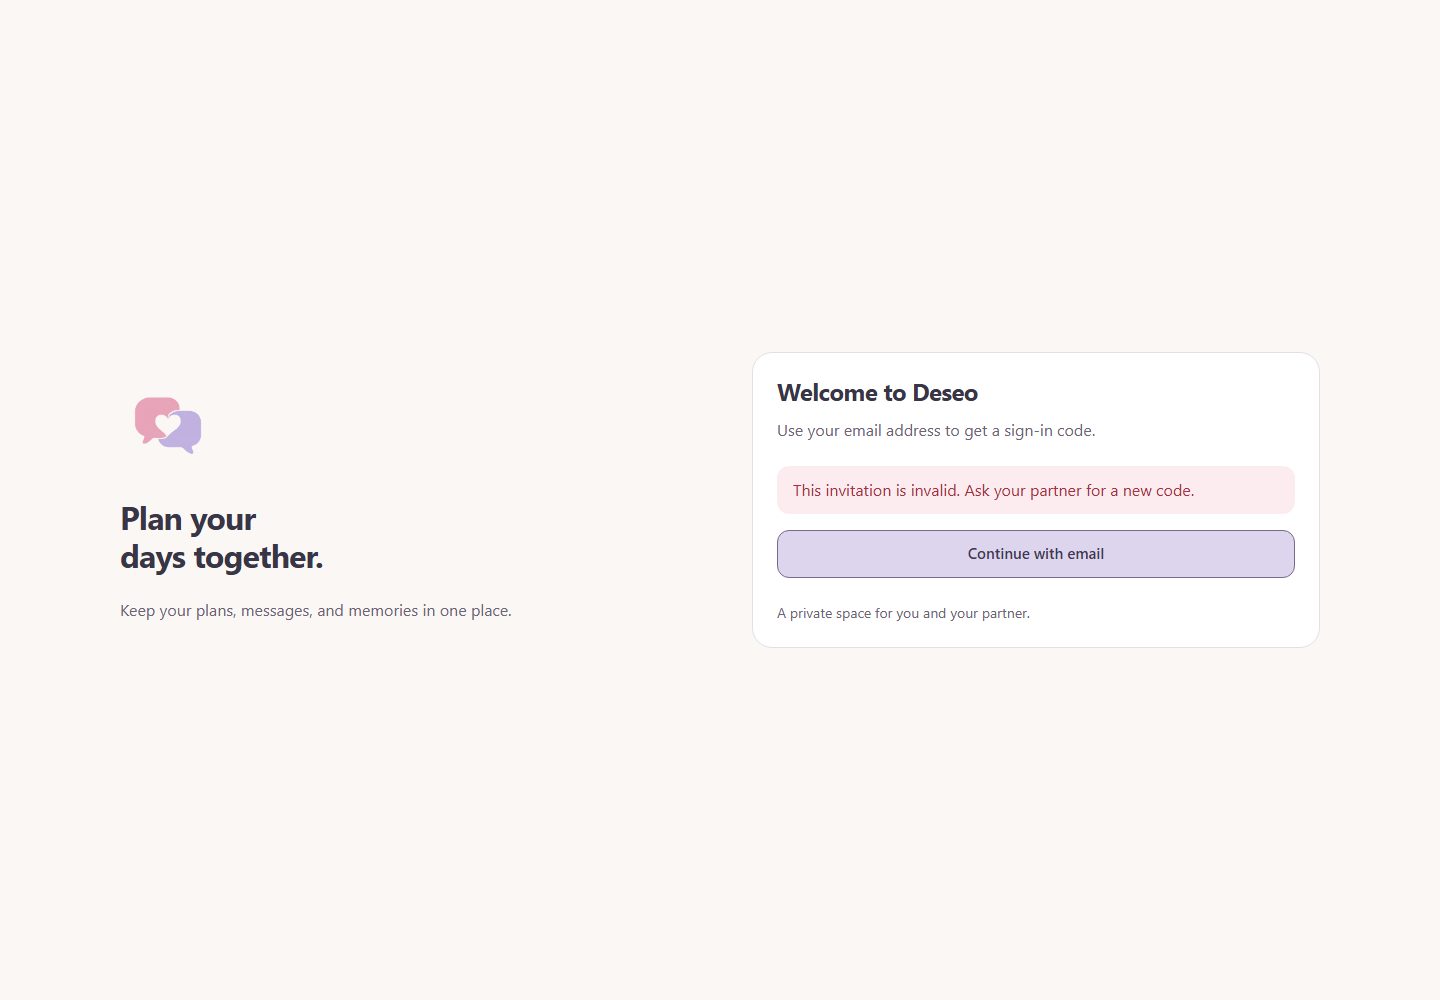 Plan your
days together.
Keep your plans, messages, and memories in one place.
Welcome to Deseo
Use your email address to get a sign-in code.
This invitation is invalid. Ask your partner for a new code.
Continue with email
A private space for you and your partner.